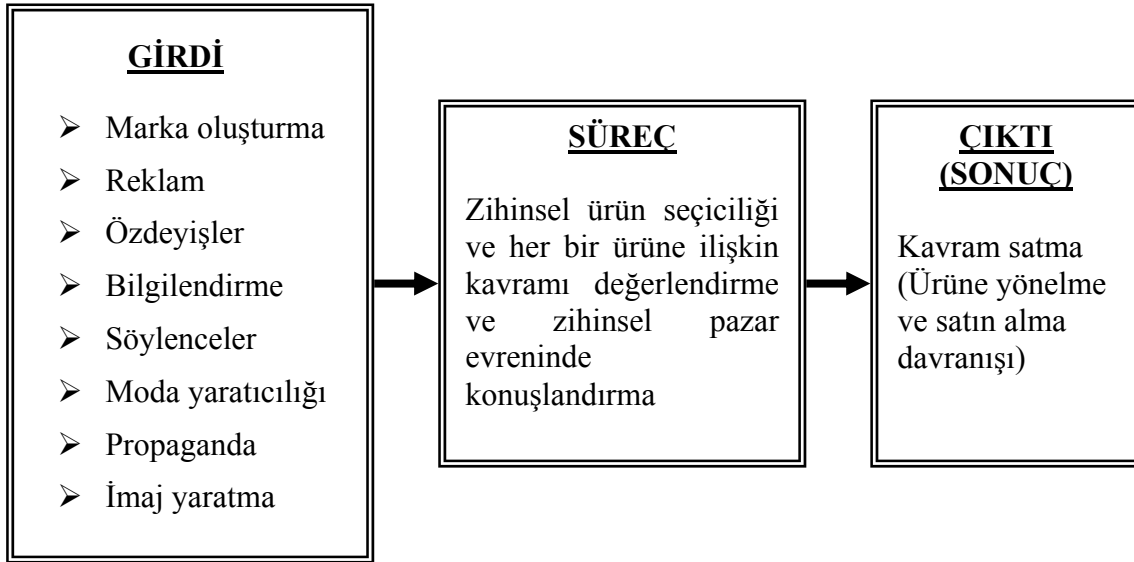 GİRDİ
➢ Marka oluşturma
➢ Reklam
➢ Özdeyişler
➢ Bilgilendirme
➢ Söylenceler
➢ Moda yaratıcılığı
➢ Propaganda
➢ İmaj yaratma
SÜREÇ
Zihinsel ürün seçiciliği
ve her bir ürüne ilişkin
kavramı değerlendirme
ve zihinsel pazar
evreninde
konuşlandırma
ÇIKTI
(SONUÇ)
Kavram satma
(Ürüne yönelme
ve satın alma
davranışı)